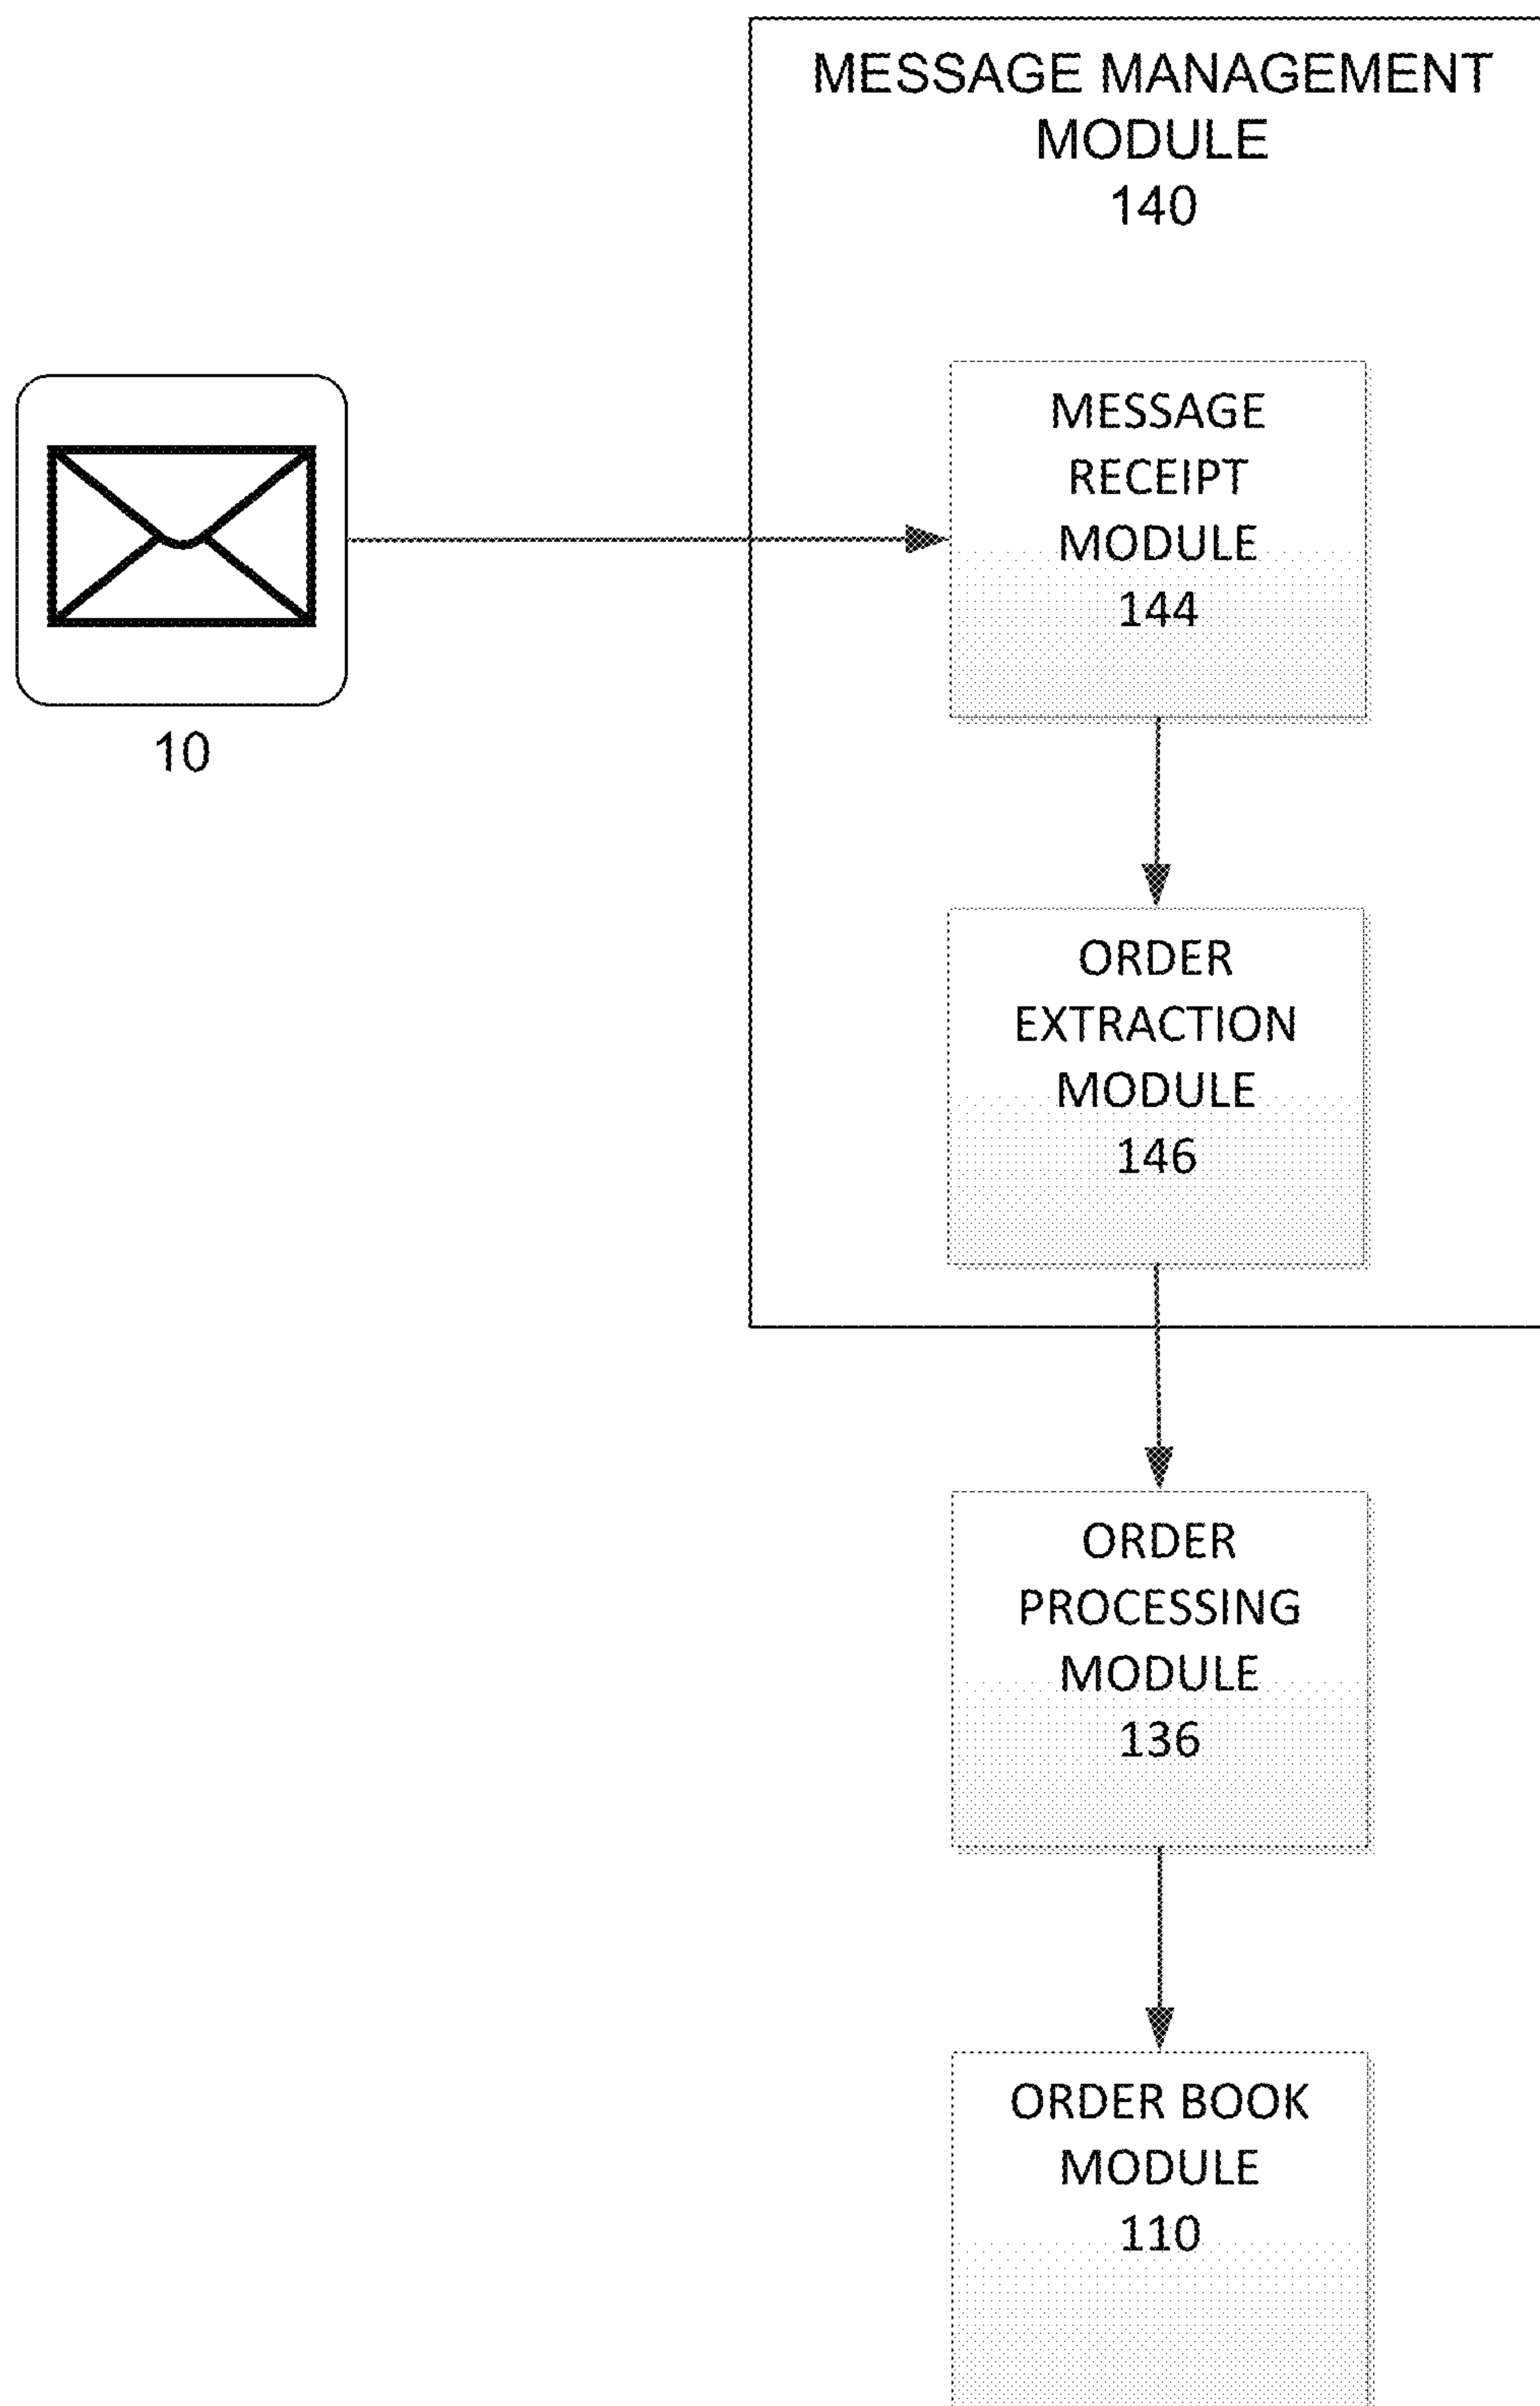 MESSAGE MANAGEMENT
MODULE
140
10
MESSAGE
RECEIPT
MODULE
144
ORDER
EXTRACTION
MODULE
146
ORDER
PROCESSING
MODULE
136
ORDER BOOK
MODULE
110